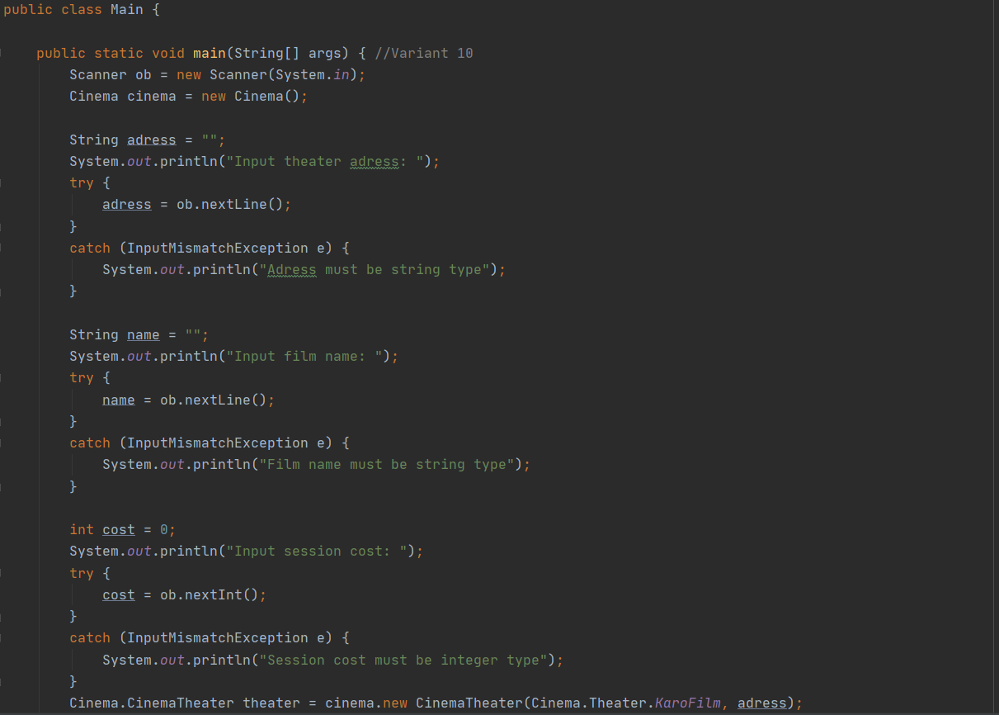 public class Main {
public static void main(String[] args) { //Variant 10
Scanner ob = new Scanner(System.in);
Cinema cinema = new Cinema();
String adress = "";
System.out.println("Input theater adress: ");
try {
adress = ob.nextLine();
}
catch (InputMismatchException e) {
System.out.println("Adress must be string type");
}
String name = "";
System.out.println("Input film name: ");
try {
name = ob.nextLine();
}
catch (InputMismatchException e) {
System.out.println("Film name must be string type");
}
int cost = 0;
System.out.println("Input session cost: ");
try {
cost = ob.nextInt();
}
catch (InputMismatchException e) {
System.out.println("Session cost must be integer type");
}
Cinema.CinemaTheater theater = cinema.new CinemaTheater(Cinema.Theater.KaroFilm, adress);